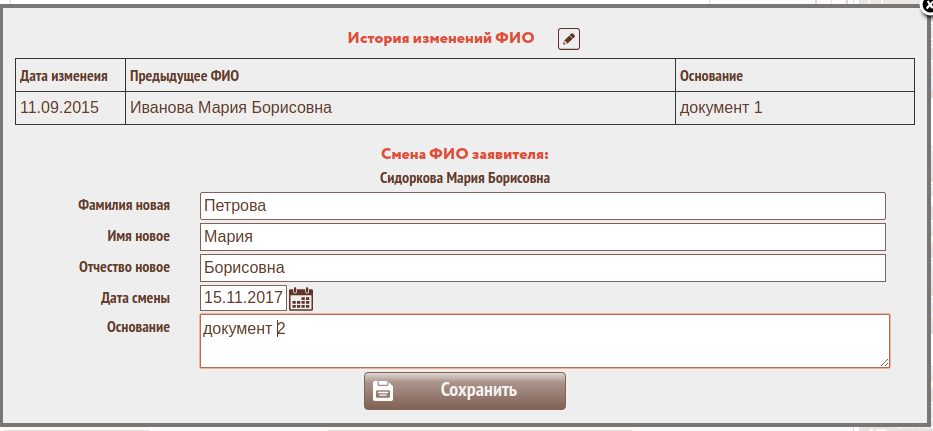 История изменений ФИО
Дата изменеия Предыдущее ФИО Основание
11.09.2015 Иванова Мария Борисовна документ 1
Смена ФИО заявителя:
Сидоркова Мария Борисовна
Фамилия новая Петрова
Имя новое Мария
Отчество новое Борисовна
Дата смены 15.11.2017
Основание документ 2
Сохранить